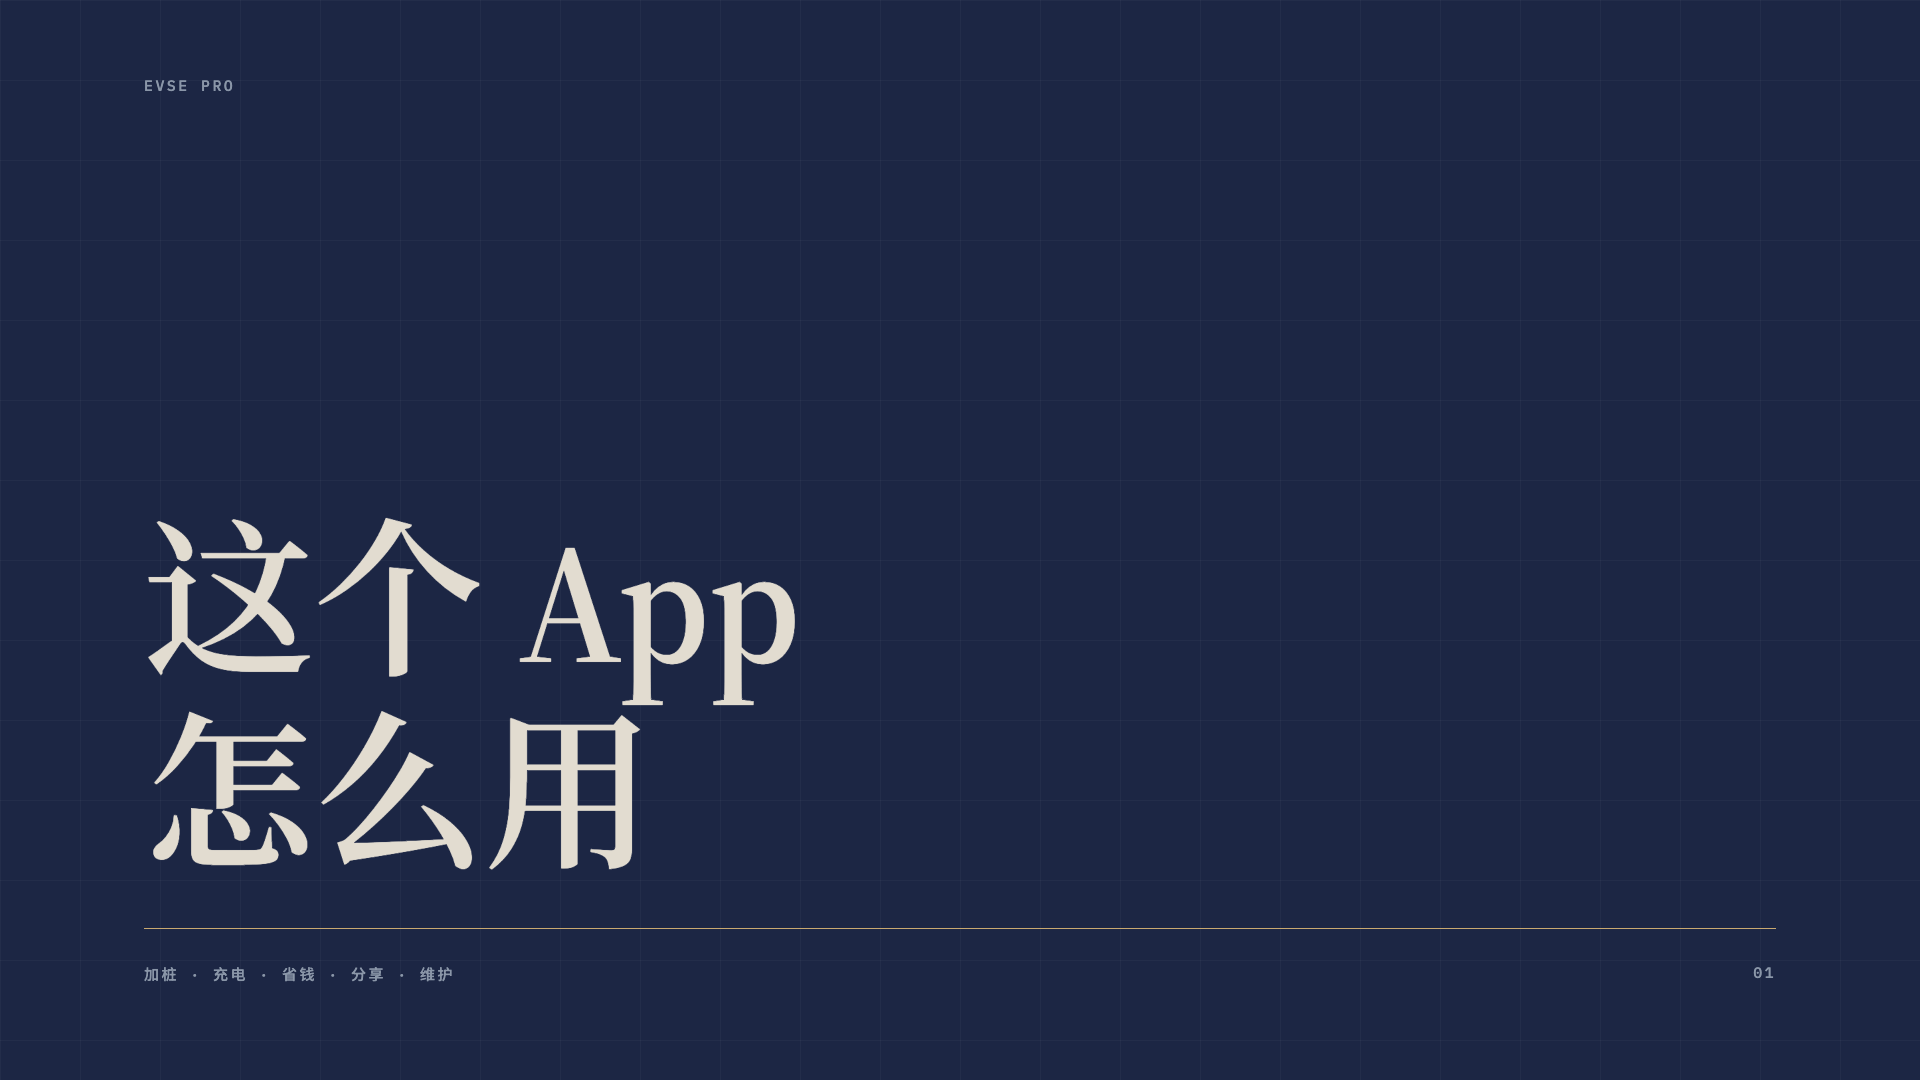 EVSE PRO
这个 App
怎么用
加桩 · 充电 · 省钱 · 分享 · 维护
01